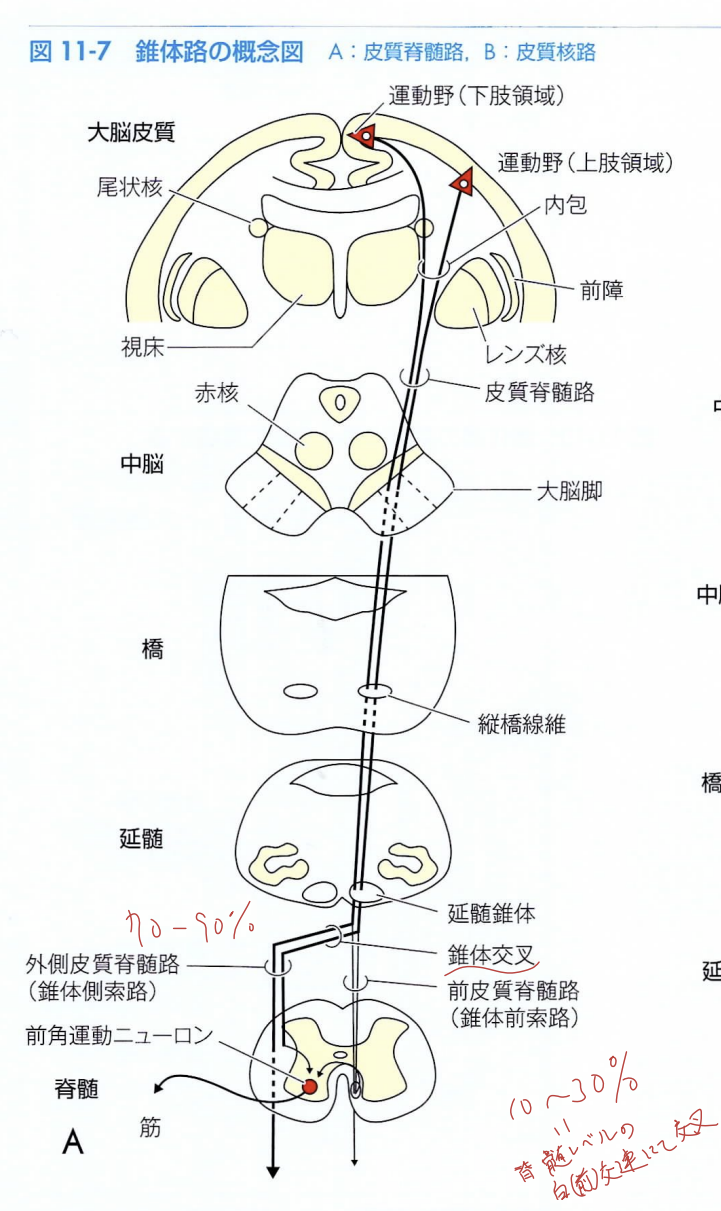 図 11-7 錐体路の概念図 A：皮質脊髄路，B：皮質核路
運動野（下肢領域）
大脳皮質
運動野（上肢領域）
尾状核
内包
前障
視床
レンズ核
赤核
皮質脊髄路
中脳
大脳脚
中
橋
縦橋線維
橋
延髄
延髄錐体
70-90%
錐体交叉
外側皮質脊髄路
（錐体側索路）
延
前皮質脊髄路
（錐体前索路）
前角運動ニューロン
脊髄
筋
A
10〜30%
脊髄レベルの
白(前)交連にて交叉